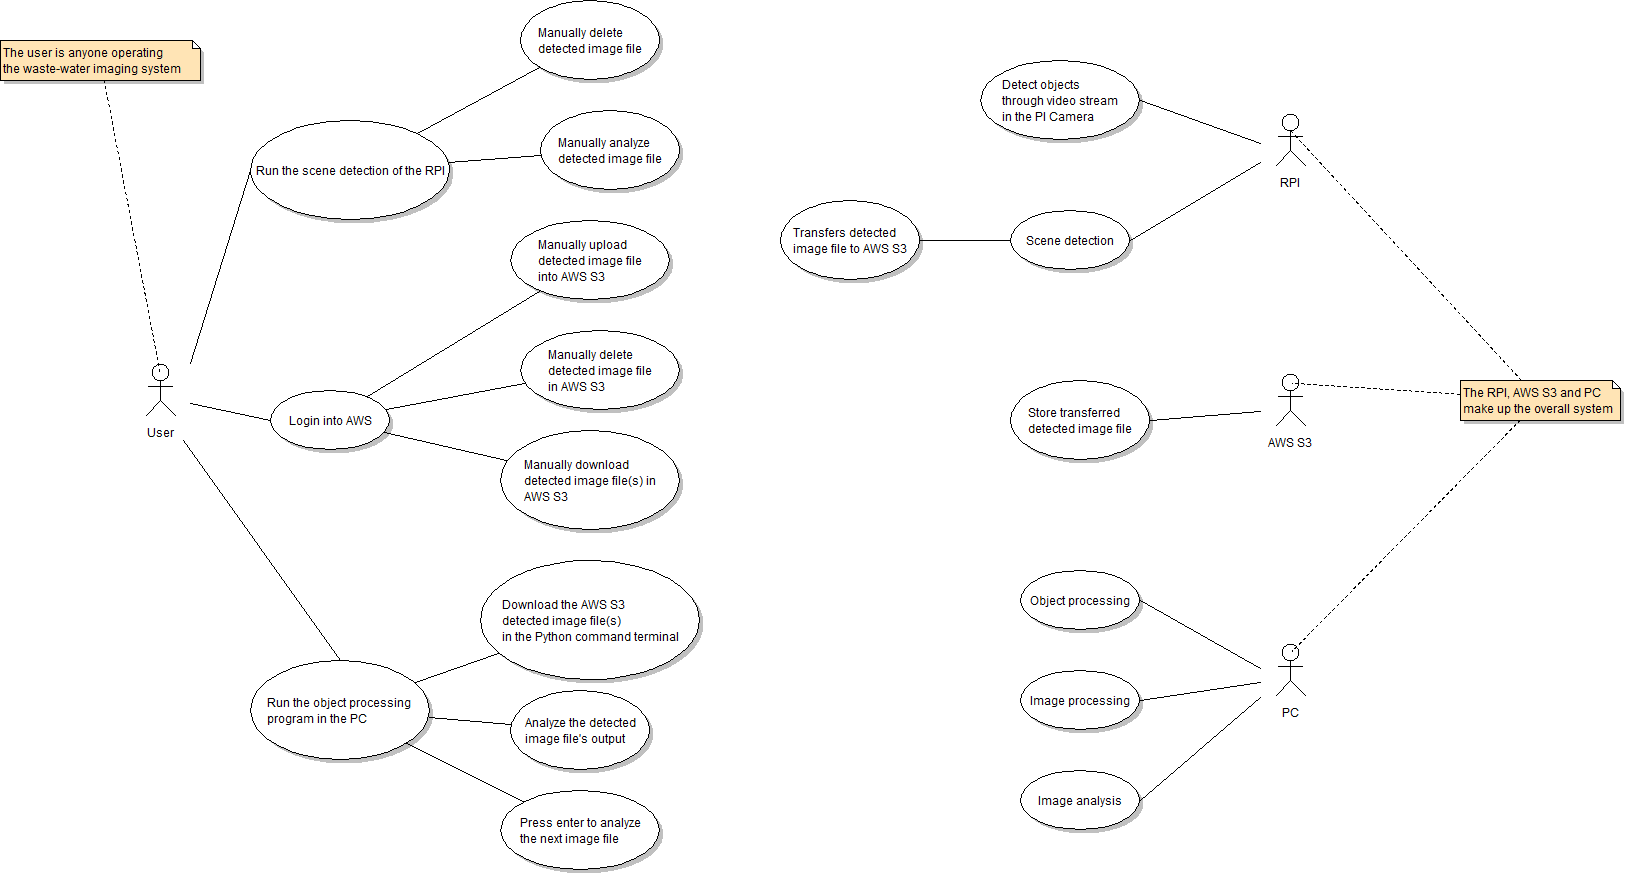 The user is anyone operating
the waste-water imaging system
Manually delete
detected image file
Manually analyze
detected image file
Run the scene detection of the RPI
Manually upload
detected image file
into AWS S3
Manually delete
detected image file
in AWS S3
Login into AWS
Manually download
detected image file(s) in
AWS S3
User
Download the AWS S3
detected image file(s)
in the Python command terminal
Run the object processing
program in the PC
Analyze the detected
image file's output
Press enter to analyze
the next image file
Detect objects
through video stream
in the PI Camera
RPI
Transfers detected
image file to AWS S3
Scene detection
Store transferred
detected image file
AWS S3
The RPI, AWS S3 and PC
make up the overall system
Object processing
Image processing
PC
Image analysis